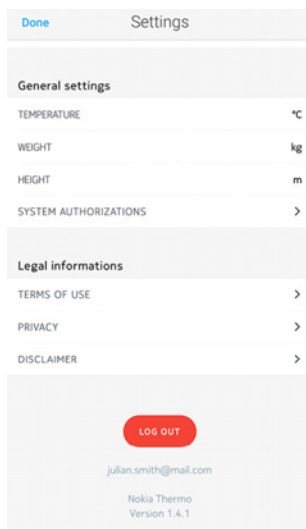 Done Settings
General settings
TEMPERATURE °C
WEIGHT kg
HEIGHT m
SYSTEM AUTHORIZATIONS >
Legal informations
TERMS OF USE >
PRIVACY >
DISCLAIMER >
LOG OUT
julian.smith@mail.com
Nokia Thermo
Version 1.4.1